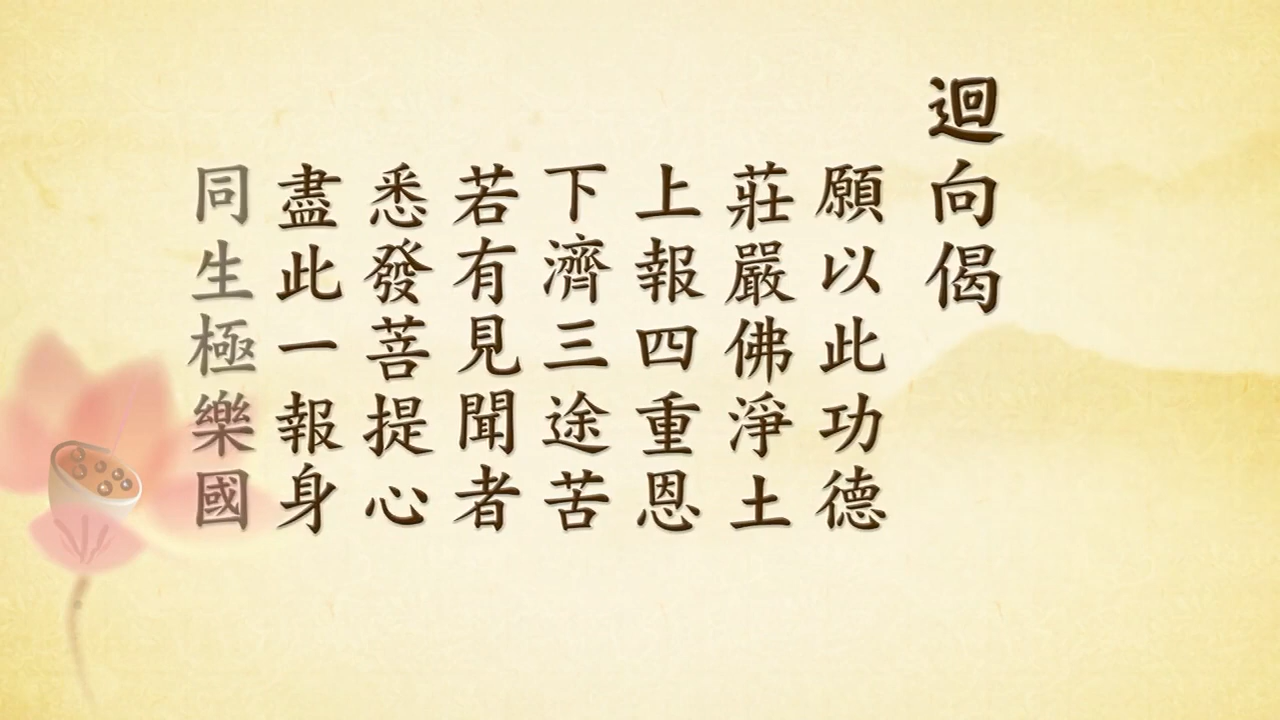 迴向偈
願以此功德
莊嚴佛淨土
上報四重恩
下濟三途苦
若有見聞者
悉發菩提心
盡此一報身
同生極樂國